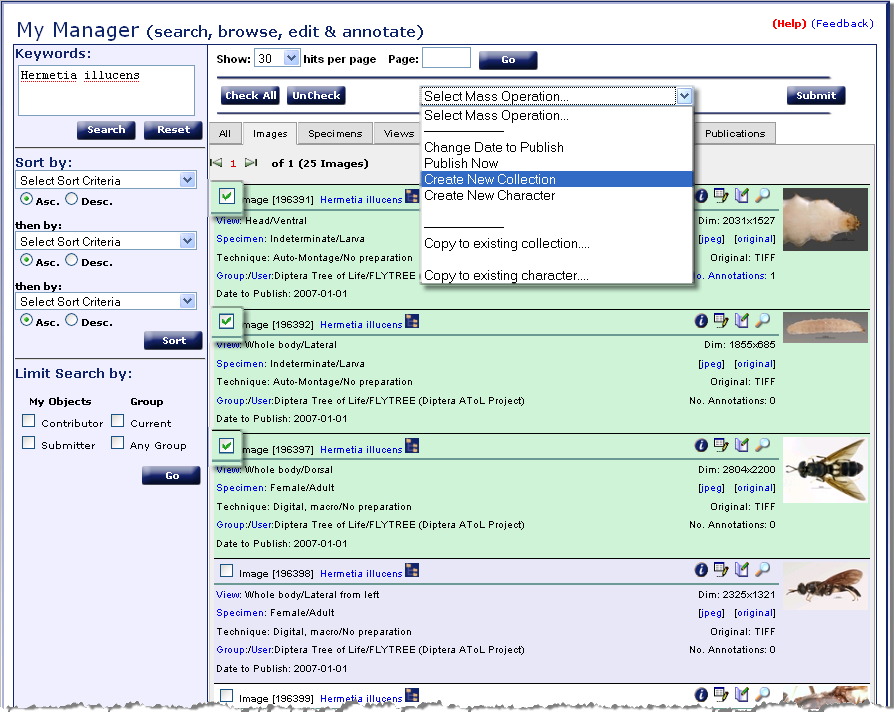 My Manager (search, browse, edit & annotate)
(Help) (Feedback)
Keywords:
Hermetia illucens
Search Reset
Sort by:
Select Sort Criteria
Asc. Desc.
then by:
Select Sort Criteria
Asc. Desc.
then by:
Select Sort Criteria
Asc. Desc.
Sort
Limit Search by:
My Objects Group
Contributor Current
Submitter Any Group
Go
Show: 30 hits per page Page: Go
Check All UnCheck Select Mass Operation... Submit
Select Mass Operation...
Change Date to Publish
Publish Now
Create New Collection
Create New Character
Copy to existing collection....
Copy to existing character....
All Images Specimens Views Publications
1 of 1 (25 Images)
Image [196391] Hermetia illucens
View: Head/Ventral Dim: 2031x1527
Specimen: Indeterminate/Larva [jpeg] [original]
Technique: Auto-Montage/No preparation Original: TIFF
Group:/User:Diptera Tree of Life/FLYTREE No. Annotations: 1
Date to Publish: 2007-01-01
Image [196392] Hermetia illucens
View: Whole body/Lateral Dim: 1855x685
Specimen: Indeterminate/Larva [jpeg] [original]
Technique: Auto-Montage/No preparation Original: TIFF
Group:/User:Diptera Tree of Life/FLYTREE (Diptera AToL Project) No. Annotations: 0
Date to Publish: 2007-01-01
Image [196397] Hermetia illucens
View: Whole body/Dorsal Dim: 2804x2200
Specimen: Female/Adult [jpeg] [original]
Technique: Digital, macro/No preparation Original: TIFF
Group:/User:Diptera Tree of Life/FLYTREE (Diptera AToL Project) No. Annotations: 0
Date to Publish: 2007-01-01
Image [196398] Hermetia illucens
View: Whole body/Lateral from left Dim: 2325x1321
Specimen: Female/Adult [jpeg] [original]
Technique: Digital, macro/No preparation Original: TIFF
Group:/User:Diptera Tree of Life/FLYTREE (Diptera AToL Project) No. Annotations: 0
Date to Publish: 2007-01-01
Image [196399] Hermetia illucens